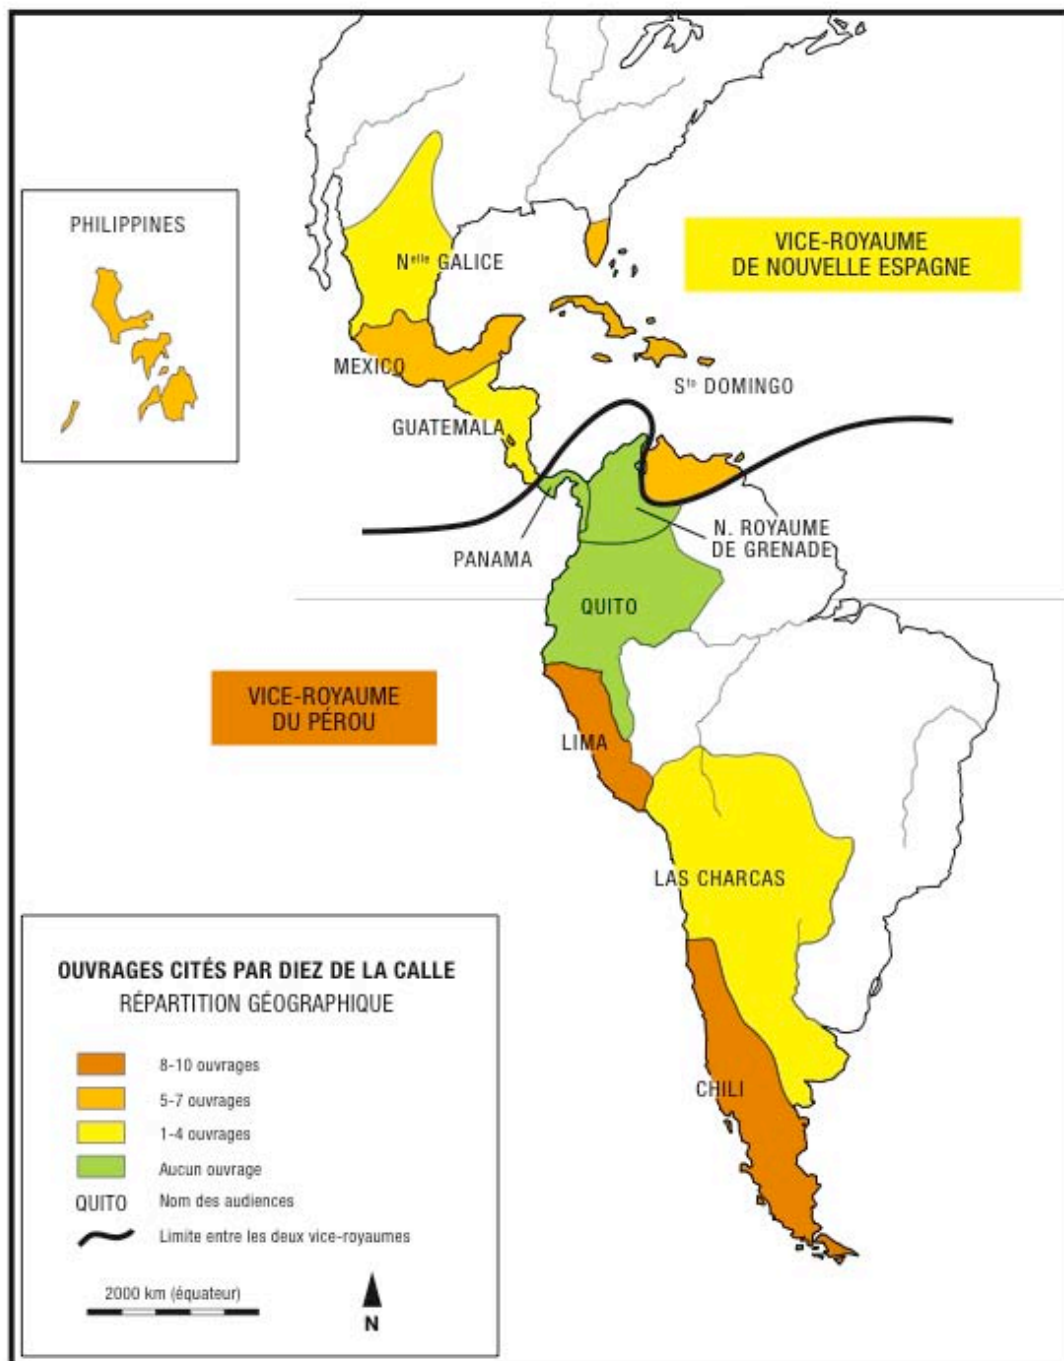 PHILIPPINES
VICE-ROYAUME
DE NOUVELLE ESPAGNE
Nelle GALICE
MEXICO
Sto DOMINGO
GUATEMALA
PANAMA
N. ROYAUME
DE GRENADE
QUITO
VICE-ROYAUME
DU PÉROU
LIMA
LAS CHARCAS
CHILI
OUVRAGES CITÉS PAR DIEZ DE LA CALLE
RÉPARTITION GÉOGRAPHIQUE
8-10 ouvrages
5-7 ouvrages
1-4 ouvrages
Aucun ouvrage
QUITO Nom des audiences
Limite entre les deux vice-royaumes
2000 km (équateur)
N